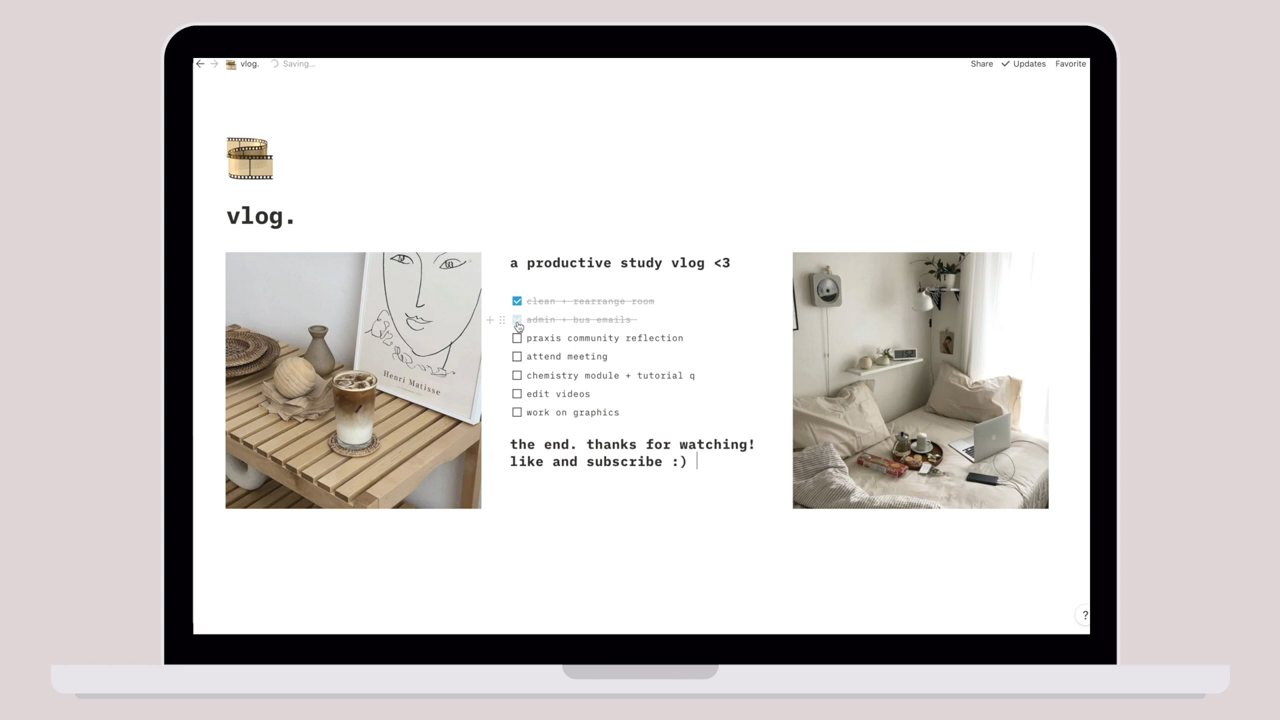 vlog.
Saving...
Share
Updates
Favorite
vlog.
a productive study vlog <3
clean + rearrange room
admin + bus emails
praxis community reflection
attend meeting
chemistry module + tutorial q
edit videos
work on graphics
the end. thanks for watching!
like and subscribe :)
Henri Matisse
?